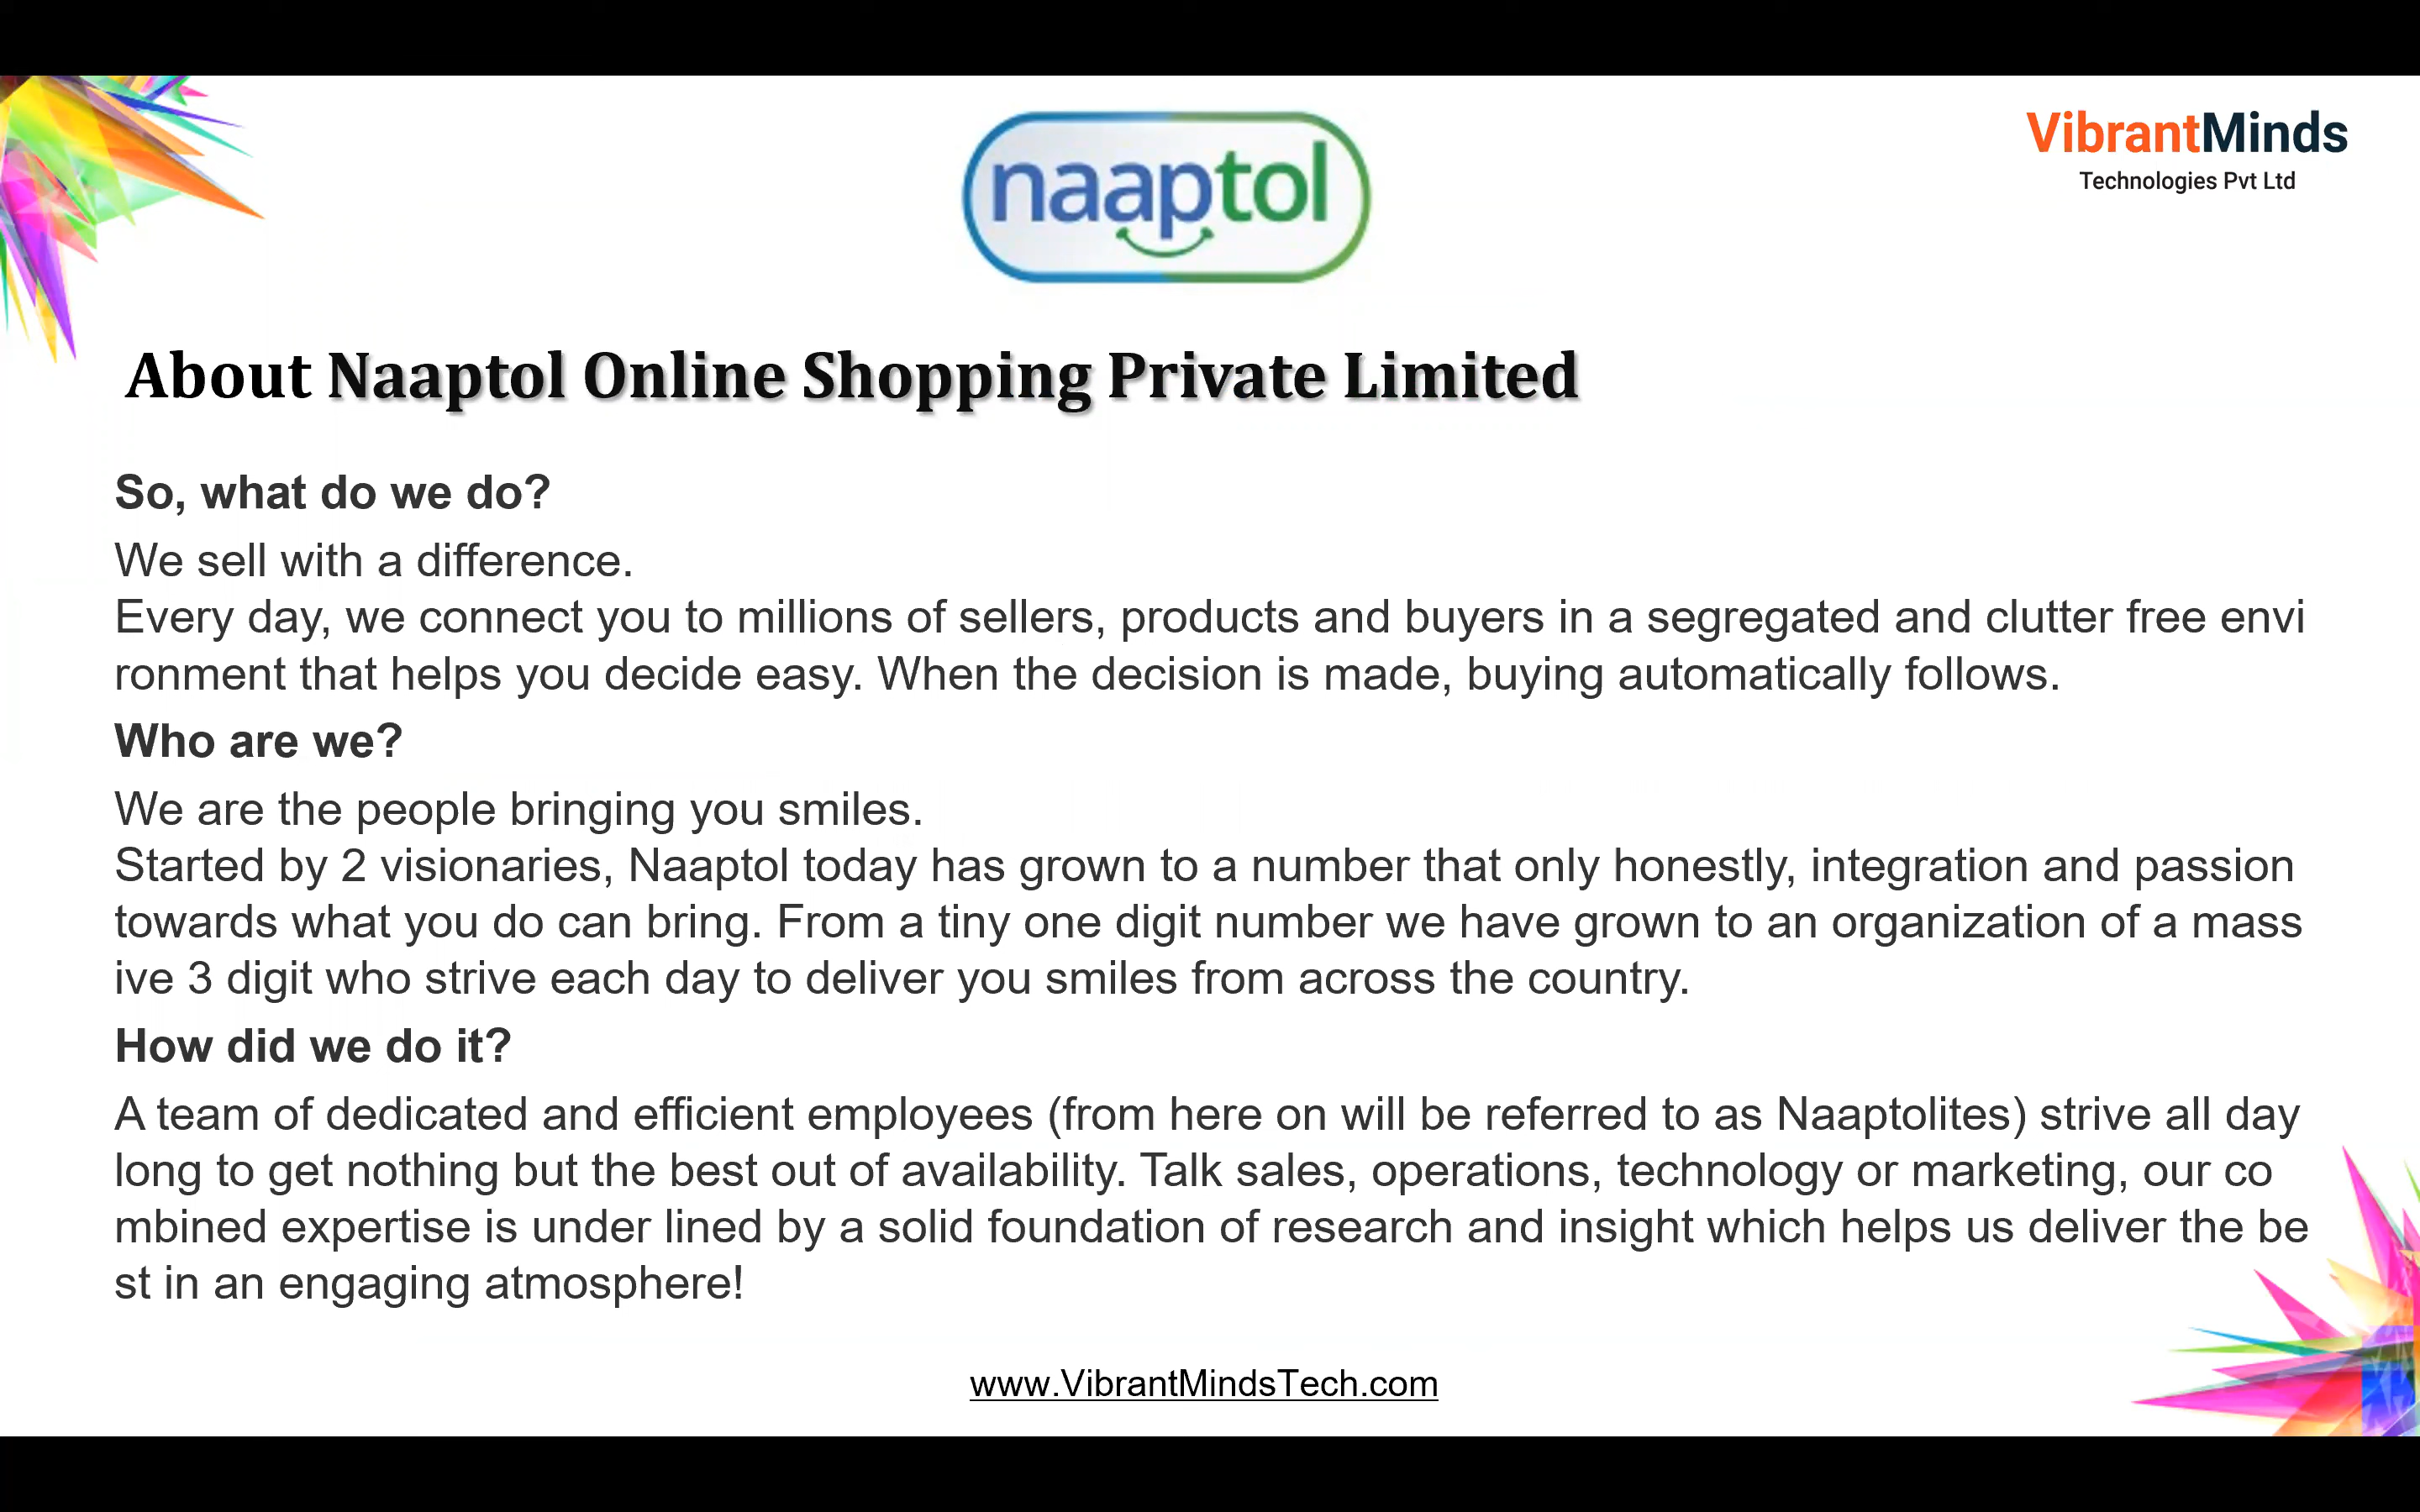 naaptol
VibrantMinds
Technologies Pvt Ltd
About Naaptol Online Shopping Private Limited
So, what do we do?
We sell with a difference.
Every day, we connect you to millions of sellers, products and buyers in a segregated and clutter free envi
ronment that helps you decide easy. When the decision is made, buying automatically follows.
Who are we?
We are the people bringing you smiles.
Started by 2 visionaries, Naaptol today has grown to a number that only honestly, integration and passion
towards what you do can bring. From a tiny one digit number we have grown to an organization of a mass
ive 3 digit who strive each day to deliver you smiles from across the country.
How did we do it?
A team of dedicated and efficient employees (from here on will be referred to as Naaptolites) strive all day
long to get nothing but the best out of availability. Talk sales, operations, technology or marketing, our co
mbined expertise is under lined by a solid foundation of research and insight which helps us deliver the be
st in an engaging atmosphere!
www.VibrantMindsTech.com